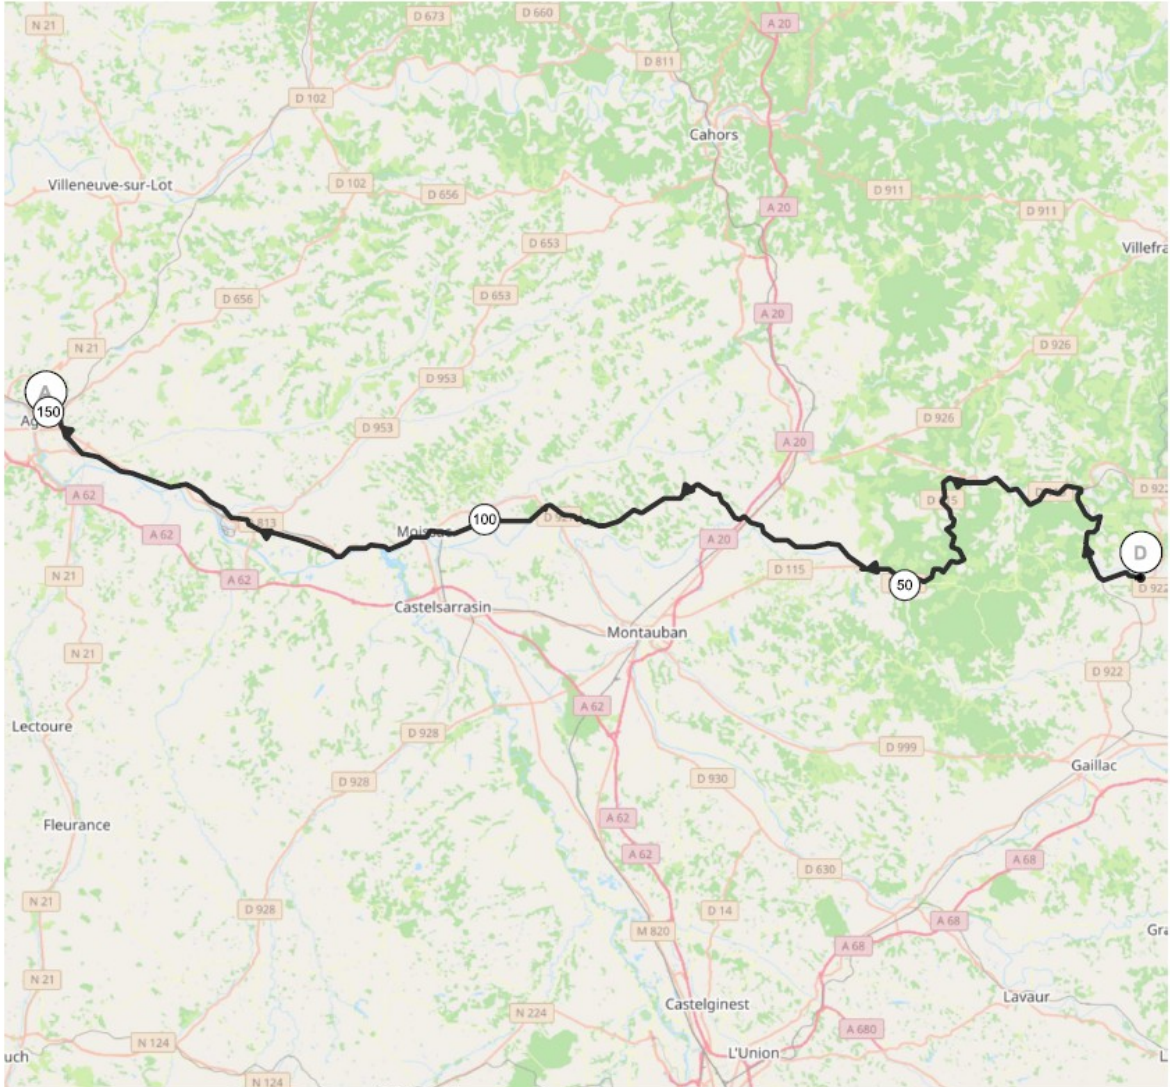 D 673
D 660
A 20
N 21
D 811
D 102
Cahors
Villeneuve-sur-Lot
D 102
D 656
D 911
D 911
A 20
D 653
Villefra
D 653
D 656
A 20
N 21
D 926
D 953
A
150
Ag
D 953
D 926
A 20
A 62
D 922
813
100
A 62
A 20
D
D 115
N 21
A 62
50
D 922
Castelsarrasin
Montauban
N 21
D 922
A 62
Lectoure
D 928
D 999
Gaillac
D 928
D 930
A 62
Fleurance
A 62
A 68
D 630
N 21
D 928
D 14
A 68
M 820
Gra
A 68
N 21
Castelginest
Lavaur
N 224
A 680
N 124
uch
L'Union
L
N 124